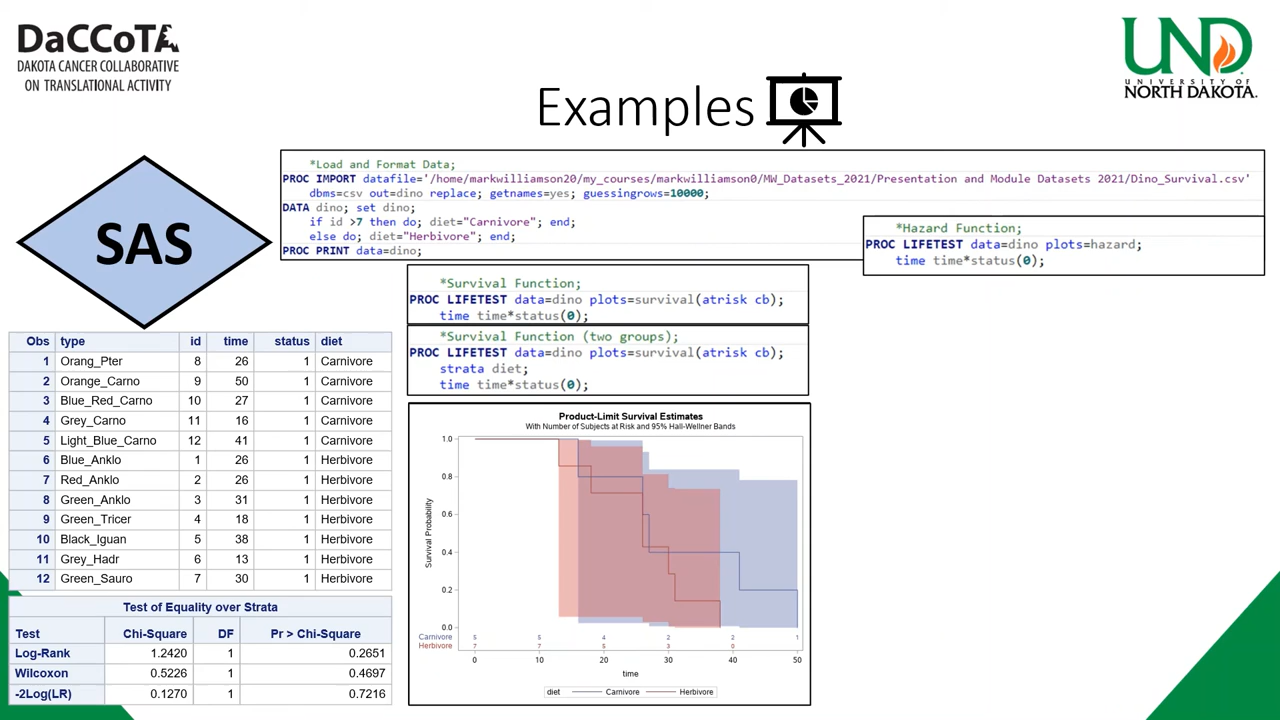 DaCCoTA
DAKOTA CANCER COLLABORATIVE
ON TRANSLATIONAL ACTIVITY
UND
UNIVERSITY OF
NORTH DAKOTA.
Examples
SAS
*Load and Format Data;
PROC IMPORT datafile='/home/markwilliamson20/my_courses/markwilliamson0/MW_Datasets_2021/Presentation and Module Datasets 2021/Dino_Survival.csv'
dbms=csv out=dino replace; getnames=yes; guessingrows=10000;
DATA dino; set dino;
if id >7 then do; diet="Carnivore"; end;
else do; diet="Herbivore"; end;
PROC PRINT data=dino;
*Hazard Function;
PROC LIFETEST data=dino plots=hazard;
time time*status(0);
*Survival Function;
PROC LIFETEST data=dino plots=survival(atrisk cb);
time time*status(0);
*Survival Function (two groups);
PROC LIFETEST data=dino plots=survival(atrisk cb);
strata diet;
time time*status(0);
Obs type id time status diet
1 Orang_Pter 8 26 1 Carnivore
2 Orange_Carno 9 50 1 Carnivore
3 Blue_Red_Carno 10 27 1 Carnivore
4 Grey_Carno 11 16 1 Carnivore
5 Light_Blue_Carno 12 41 1 Carnivore
6 Blue_Anklo 1 26 1 Herbivore
7 Red_Anklo 2 26 1 Herbivore
8 Green_Anklo 3 31 1 Herbivore
9 Green_Tricer 4 18 1 Herbivore
10 Black_Iguan 5 38 1 Herbivore
11 Grey_Hadr 6 13 1 Herbivore
12 Green_Sauro 7 30 1 Herbivore
Test of Equality over Strata
Test Chi-Square DF Pr > Chi-Square
Log-Rank 1.2420 1 0.2651
Wilcoxon 0.5226 1 0.4697
-2Log(LR) 0.1270 1 0.7216
Product-Limit Survival Estimates
With Number of Subjects at Risk and 95% Hall-Wellner Bands
Survival Probability
1.0
0.8
0.6
0.4
0.2
0.0
Carnivore 5 5 4 2 2 1
Herbivore 7 7 5 3 0
0 10 20 30 40 50
time
diet Carnivore Herbivore